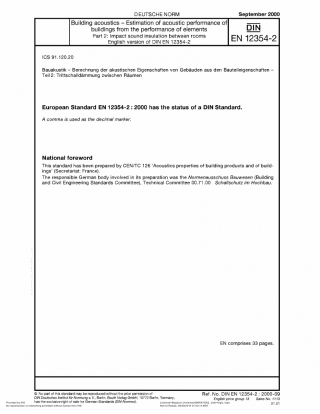 DEUTSCHE NORM
September 2000
Building acoustics – Estimation of acoustic performance of
buildings from the performance of elements
Part 2: Impact sound insulation between rooms
English version of DIN EN 12354-2
DIN
EN 12354-2
ICS 91.120.20
Bauakustik – Berechnung der akustischen Eigenschaften von Gebäuden aus den Bauteileigenschaften –
Teil 2: Trittschalldämmung zwischen Räumen
European Standard EN 12354-2 : 2000 has the status of a DIN Standard.
A comma is used as the decimal marker.
National foreword
This standard has been prepared by CEN/TC 126 'Acoustics properties of building products and of build-
ings' (Secretariat: France).
The responsible German body involved in its preparation was the Normenausschuss Bauwesen (Building
and Civil Engineering Standards Committee), Technical Committee 00.71.00 Schallschutz im Hochbau.
EN comprises 33 pages.
© No part of this standard may be reproduced without the prior permission of
DIN Deutsches Institut für Normung e.V., Berlin. Beuth Verlag GmbH, 10772 Berlin, Germany,
has the exclusive right of sale for German Standards (DIN-Normen).
Ref. No. DIN EN 12354-2 : 2000-09
English price group 13 Sales No. 1113